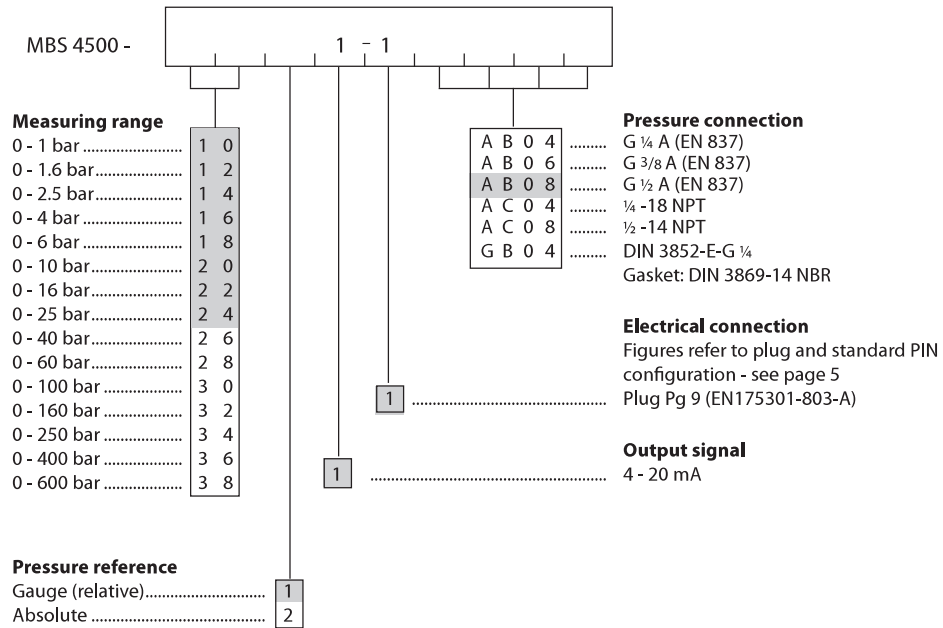 MBS 4500 - 1 - 1
Measuring range
0 - 1 bar ............... 1 0
0 - 1.6 bar ............... 1 2
0 - 2.5 bar ............... 1 4
0 - 4 bar ............... 1 6
0 - 6 bar ............... 1 8
0 - 10 bar ............... 2 0
0 - 16 bar ............... 2 2
0 - 25 bar ............... 2 4
0 - 40 bar ............... 2 6
0 - 60 bar ............... 2 8
0 - 100 bar ............... 3 0
0 - 160 bar ............... 3 2
0 - 250 bar ............... 3 4
0 - 400 bar ............... 3 6
0 - 600 bar ............... 3 8
Pressure reference
Gauge (relative) ............... 1
Absolute ............... 2
Pressure connection
A B 0 4 ......... G ¼ A (EN 837)
A B 0 6 ......... G 3/8 A (EN 837)
A B 0 8 ......... G ½ A (EN 837)
A C 0 4 ......... ¼ -18 NPT
A C 0 8 ......... ½ -14 NPT
G B 0 4 ......... DIN 3852-E-G ¼
Gasket: DIN 3869-14 NBR
Electrical connection
Figures refer to plug and standard PIN
configuration - see page 5
1 ............... Plug Pg 9 (EN175301-803-A)
Output signal
1 ............... 4 - 20 mA